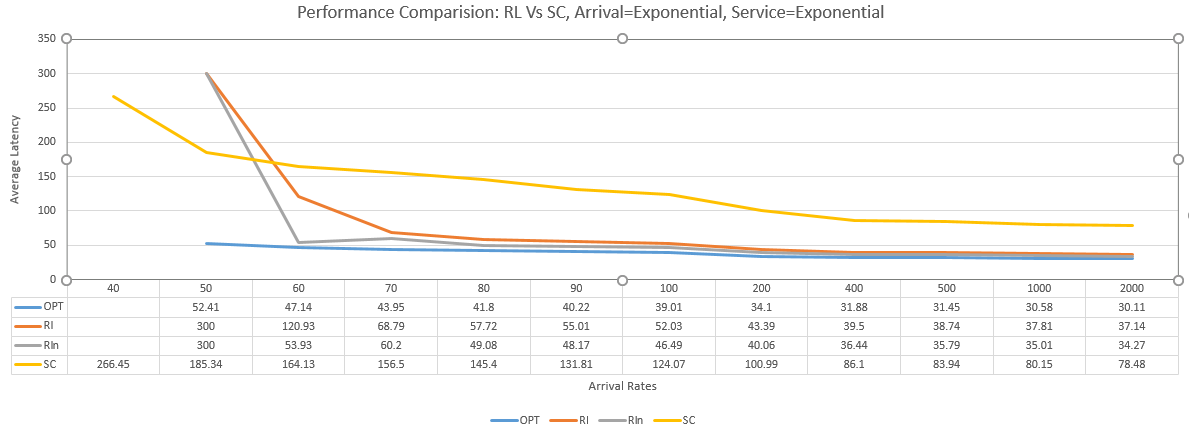 Performance Comparision: RL Vs SC, Arrival=Exponential, Service=Exponential
350
300
250
200
150
100
50
0
Average Latency
40 50 60 70 80 90 100 200 400 500 1000 2000
OPT 52.41 47.14 43.95 41.8 40.22 39.01 34.1 31.88 31.45 30.58 30.11
RI 300 120.93 68.79 57.72 55.01 52.03 43.39 39.5 38.74 37.81 37.14
RIn 300 53.93 60.2 49.08 48.17 46.49 40.06 36.44 35.79 35.01 34.27
SC 266.45 185.34 164.13 156.5 145.4 131.81 124.07 100.99 86.1 83.94 80.15 78.48
Arrival Rates
OPT RI RIn SC